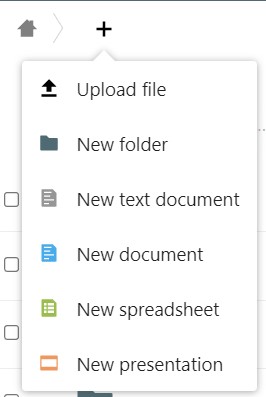 Upload file
New folder
New text document
New document
New spreadsheet
New presentation